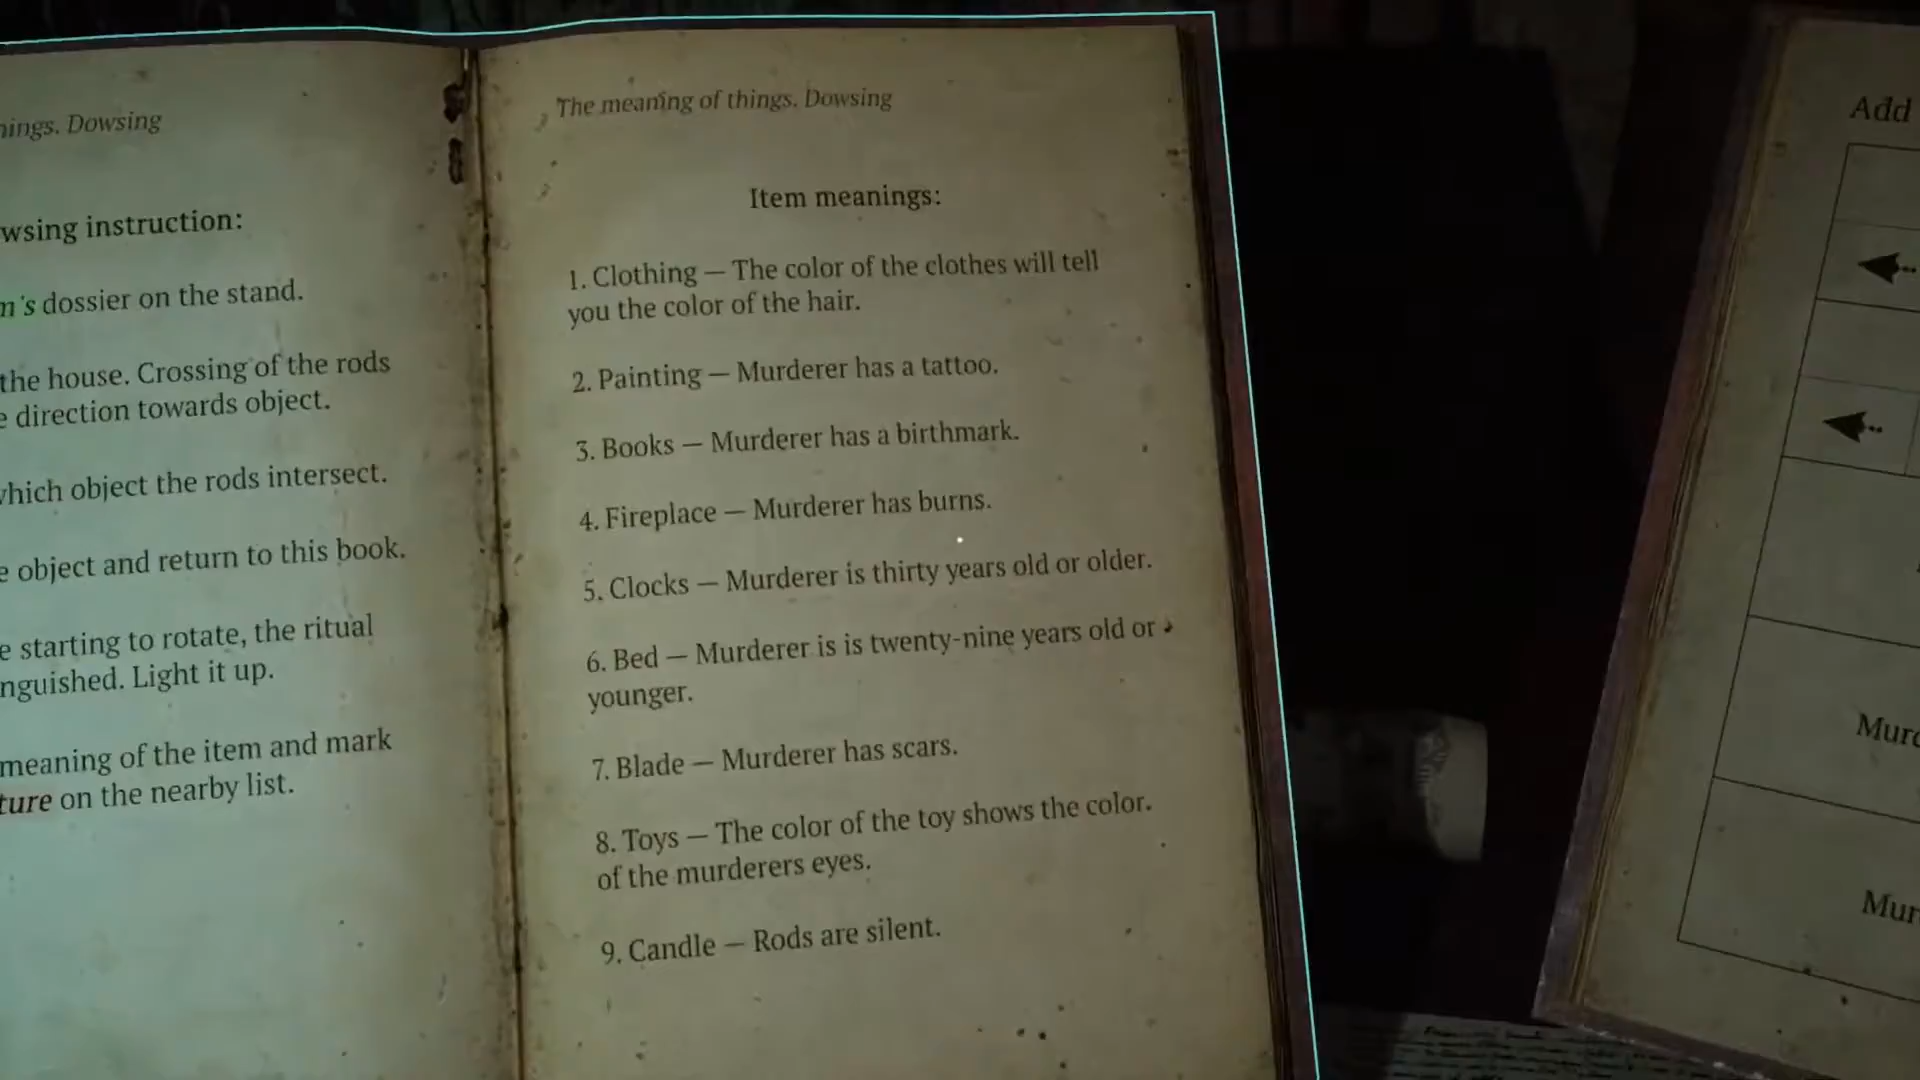 ings. Dowsing
wsing instruction:
n's dossier on the stand.
the house. Crossing of the rods
e direction towards object.
which object the rods intersect.
e object and return to this book.
e starting to rotate, the ritual
nguished. Light it up.
meaning of the item and mark
ture on the nearby list.
The meaning of things. Dowsing
Item meanings:
1. Clothing — The color of the clothes will tell
you the color of the hair.
2. Painting — Murderer has a tattoo.
3. Books — Murderer has a birthmark.
4. Fireplace — Murderer has burns.
5. Clocks — Murderer is thirty years old or older.
6. Bed — Murderer is is twenty-nine years old or
younger.
7. Blade — Murderer has scars.
8. Toys — The color of the toy shows the color.
of the murderers eyes.
9. Candle — Rods are silent.
Add
Murd
Mur